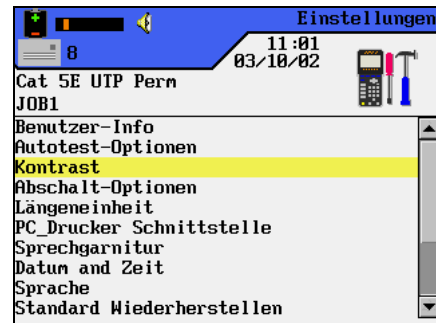 Einstellungen
8
11:01
03/10/02
Cat 5E UTP Perm
JOB1
Benutzer-Info
Autotest-Optionen
Kontrast
Abschalt-Optionen
Längeneinheit
PC_Drucker Schnittstelle
Sprechgarnitur
Datum and Zeit
Sprache
Standard Wiederherstellen